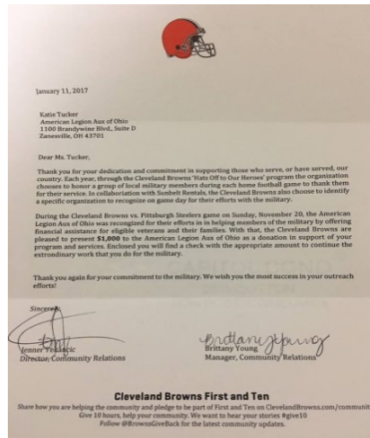 January 11, 2017
Katie Tucker
American Legion Aux of Ohio
1100 Brandywine Blvd., Suite D
Zanesville, OH 43701
Dear Ms. Tucker,
Thank you for your dedication and commitment in supporting those who serve, or have served, our
country. Each year, through the Cleveland Browns 'Hats Off to Our Heroes' program the organization
chooses to honor a group of local military members during each home football game to thank them
for their service. In collaboration with Sunbelt Rentals, the Cleveland Browns also choose to identify
a specific organization to recognize on game day for their efforts with the military.
During the Cleveland Browns vs. Pittsburgh Steelers game on Sunday, November 20, the American
Legion Aux of Ohio was recognized for their efforts in in helping members of the military by offering
financial assistance for eligible veterans and their families. With that, the Cleveland Browns are
pleased to present $1,000 to the American Legion Aux of Ohio as a donation in support of your
program and services. Enclosed you will find a check with the appropriate amount to continue the
extrondinary work that you do for the military.
Thank you again for your commitment to the military. We wish you the most success in your outreach
efforts!
Sincerely,
Brittany Young
Jenner Brittany Young
Director, Community Relations Manager, Community Relations
Cleveland Browns First and Ten
Share how you are helping the community and pledge to be part of First and Ten on ClevelandBrowns.com/communit
Give 10 hours, help your community. We want to hear your stories #give10
Follow @BrownsGiveBack for the latest community updates.